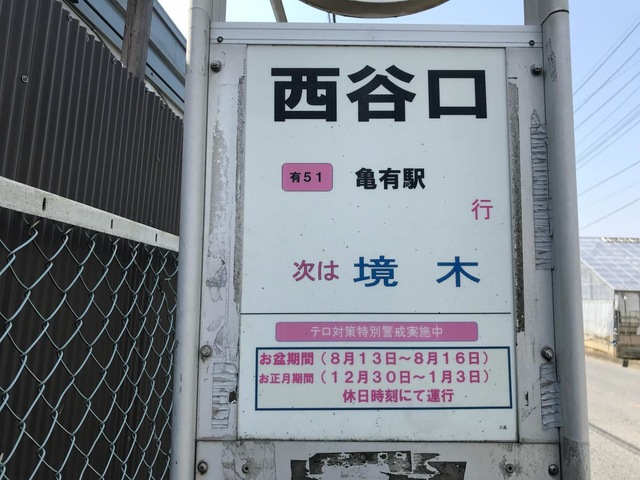 西谷口
有51 亀有駅
行
次は 境木
テロ対策特別警戒実施中
お盆期間（8月13日～8月16日）
お正月期間（12月30日～1月3日）
休日時刻にて運行